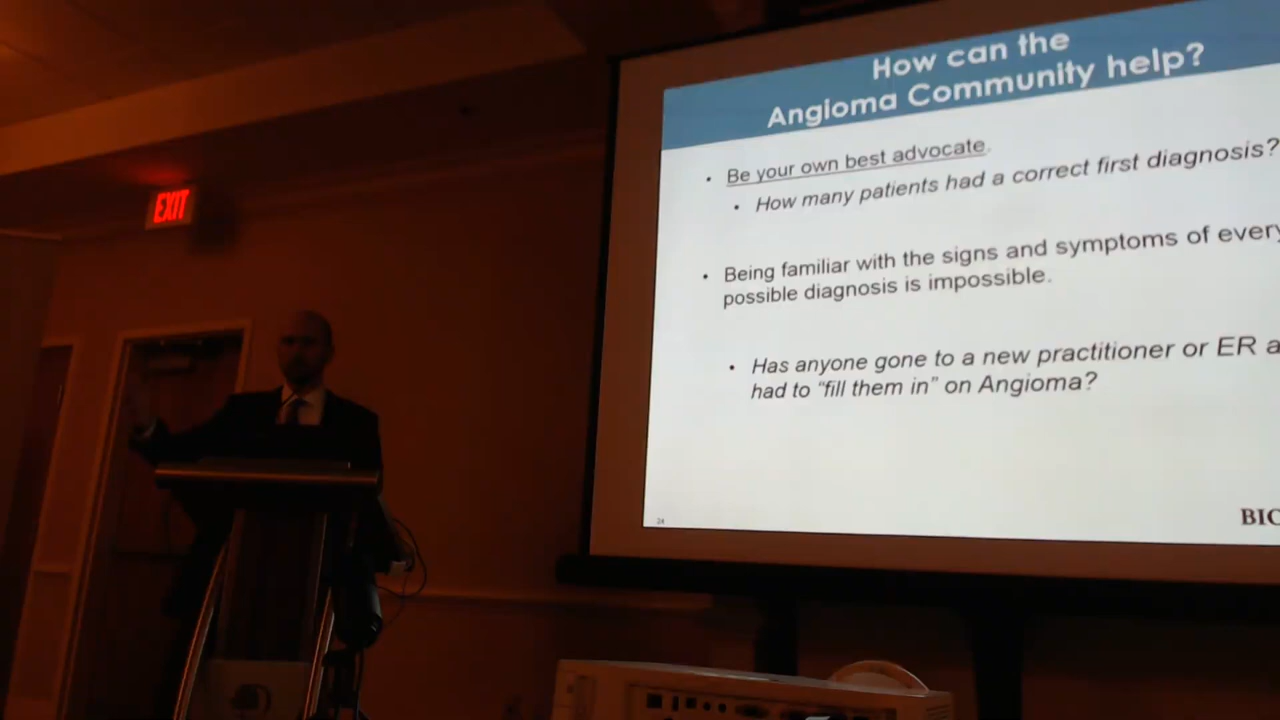 EXIT
How can the
Angioma Community help?
• Be your own best advocate.
• How many patients had a correct first diagnosis?
• Being familiar with the signs and symptoms of every
possible diagnosis is impossible.
• Has anyone gone to a new practitioner or ER a
had to “fill them in” on Angioma?
24
BIO